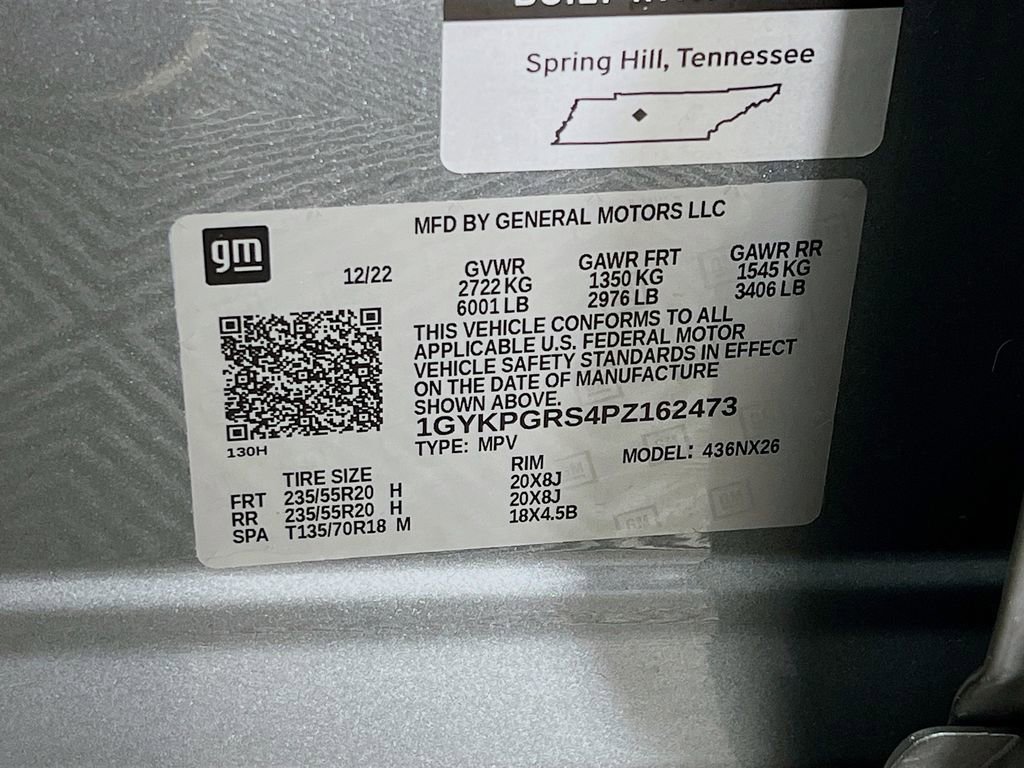 Spring Hill, Tennessee
MFD BY GENERAL MOTORS LLC
gm
12/22
GVWR GAWR FRT GAWR RR
2722 KG 1350 KG 1545 KG
6001 LB 2976 LB 3406 LB
THIS VEHICLE CONFORMS TO ALL
APPLICABLE U.S. FEDERAL MOTOR
VEHICLE SAFETY STANDARDS IN EFFECT
ON THE DATE OF MANUFACTURE
SHOWN ABOVE.
1GYKPGRS4PZ162473
130H
TYPE: MPV MODEL: 436NX26
TIRE SIZE RIM
FRT 235/55R20 H 20X8J
RR 235/55R20 H 20X8J
SPA T135/70R18 M 18X4.5B